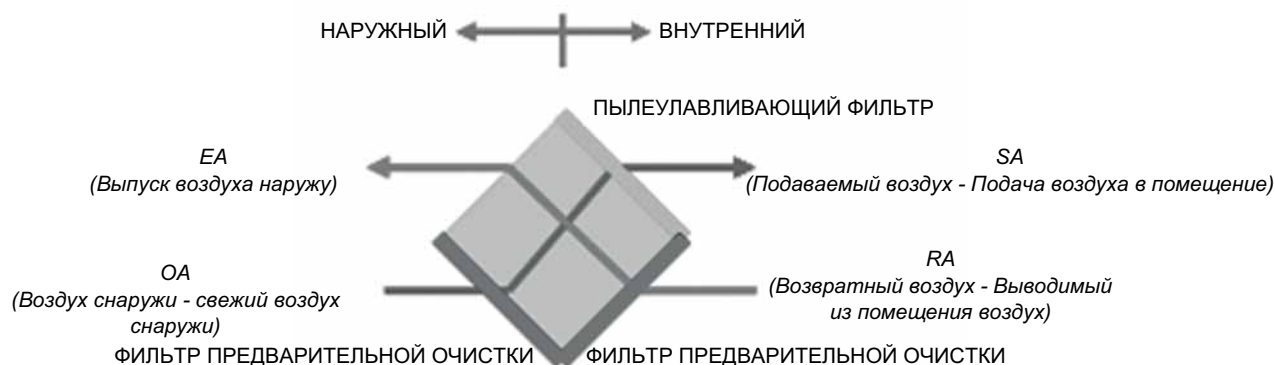 НАРУЖНЫЙ ВНУТРЕННИЙ
ПЫЛЕУЛАВЛИВАЮЩИЙ ФИЛЬТР
EA
(Выпуск воздуха наружу)
SA
(Подаваемый воздух - Подача воздуха в помещение)
OA
(Воздух снаружи - свежий воздух
снаружи)
RA
(Возвратный воздух - Выводимый
из помещения воздух)
ФИЛЬТР ПРЕДВАРИТЕЛЬНОЙ ОЧИСТКИ ФИЛЬТР ПРЕДВАРИТЕЛЬНОЙ ОЧИСТКИ